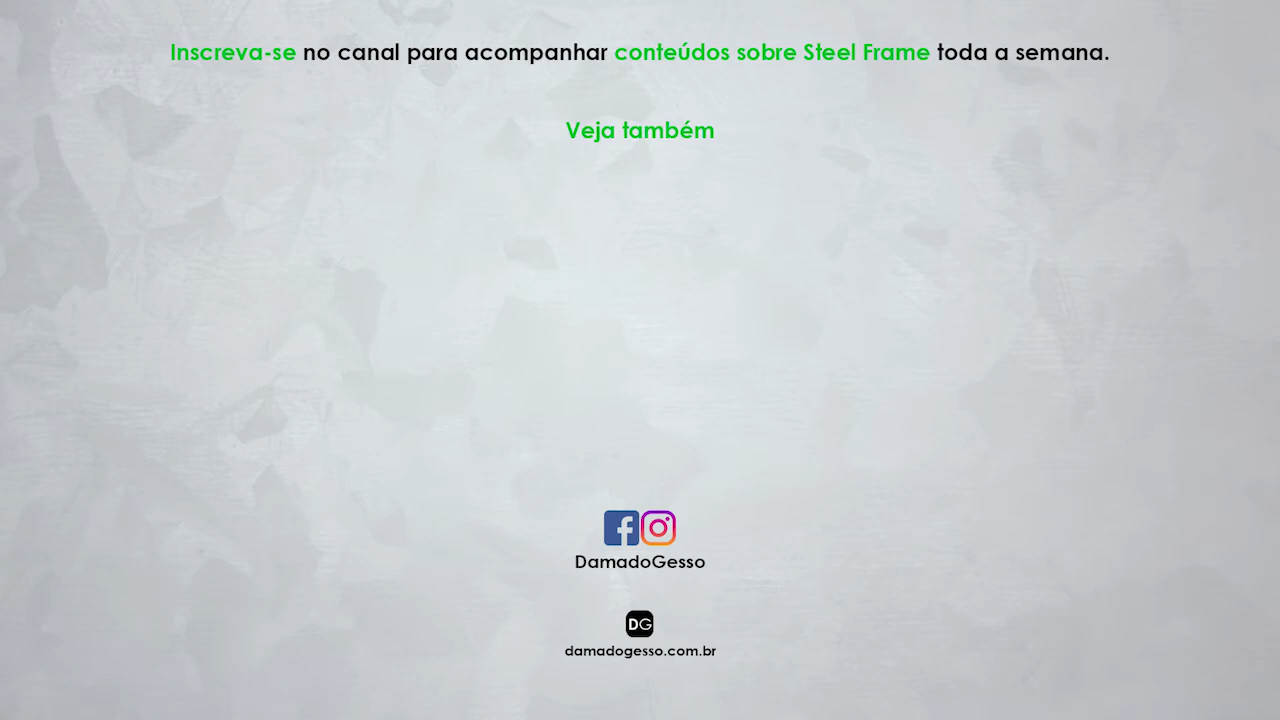 Inscreva-se no canal para acompanhar conteúdos sobre Steel Frame toda a semana.
Veja também
DamadoGesso
DG
damadogesso.com.br